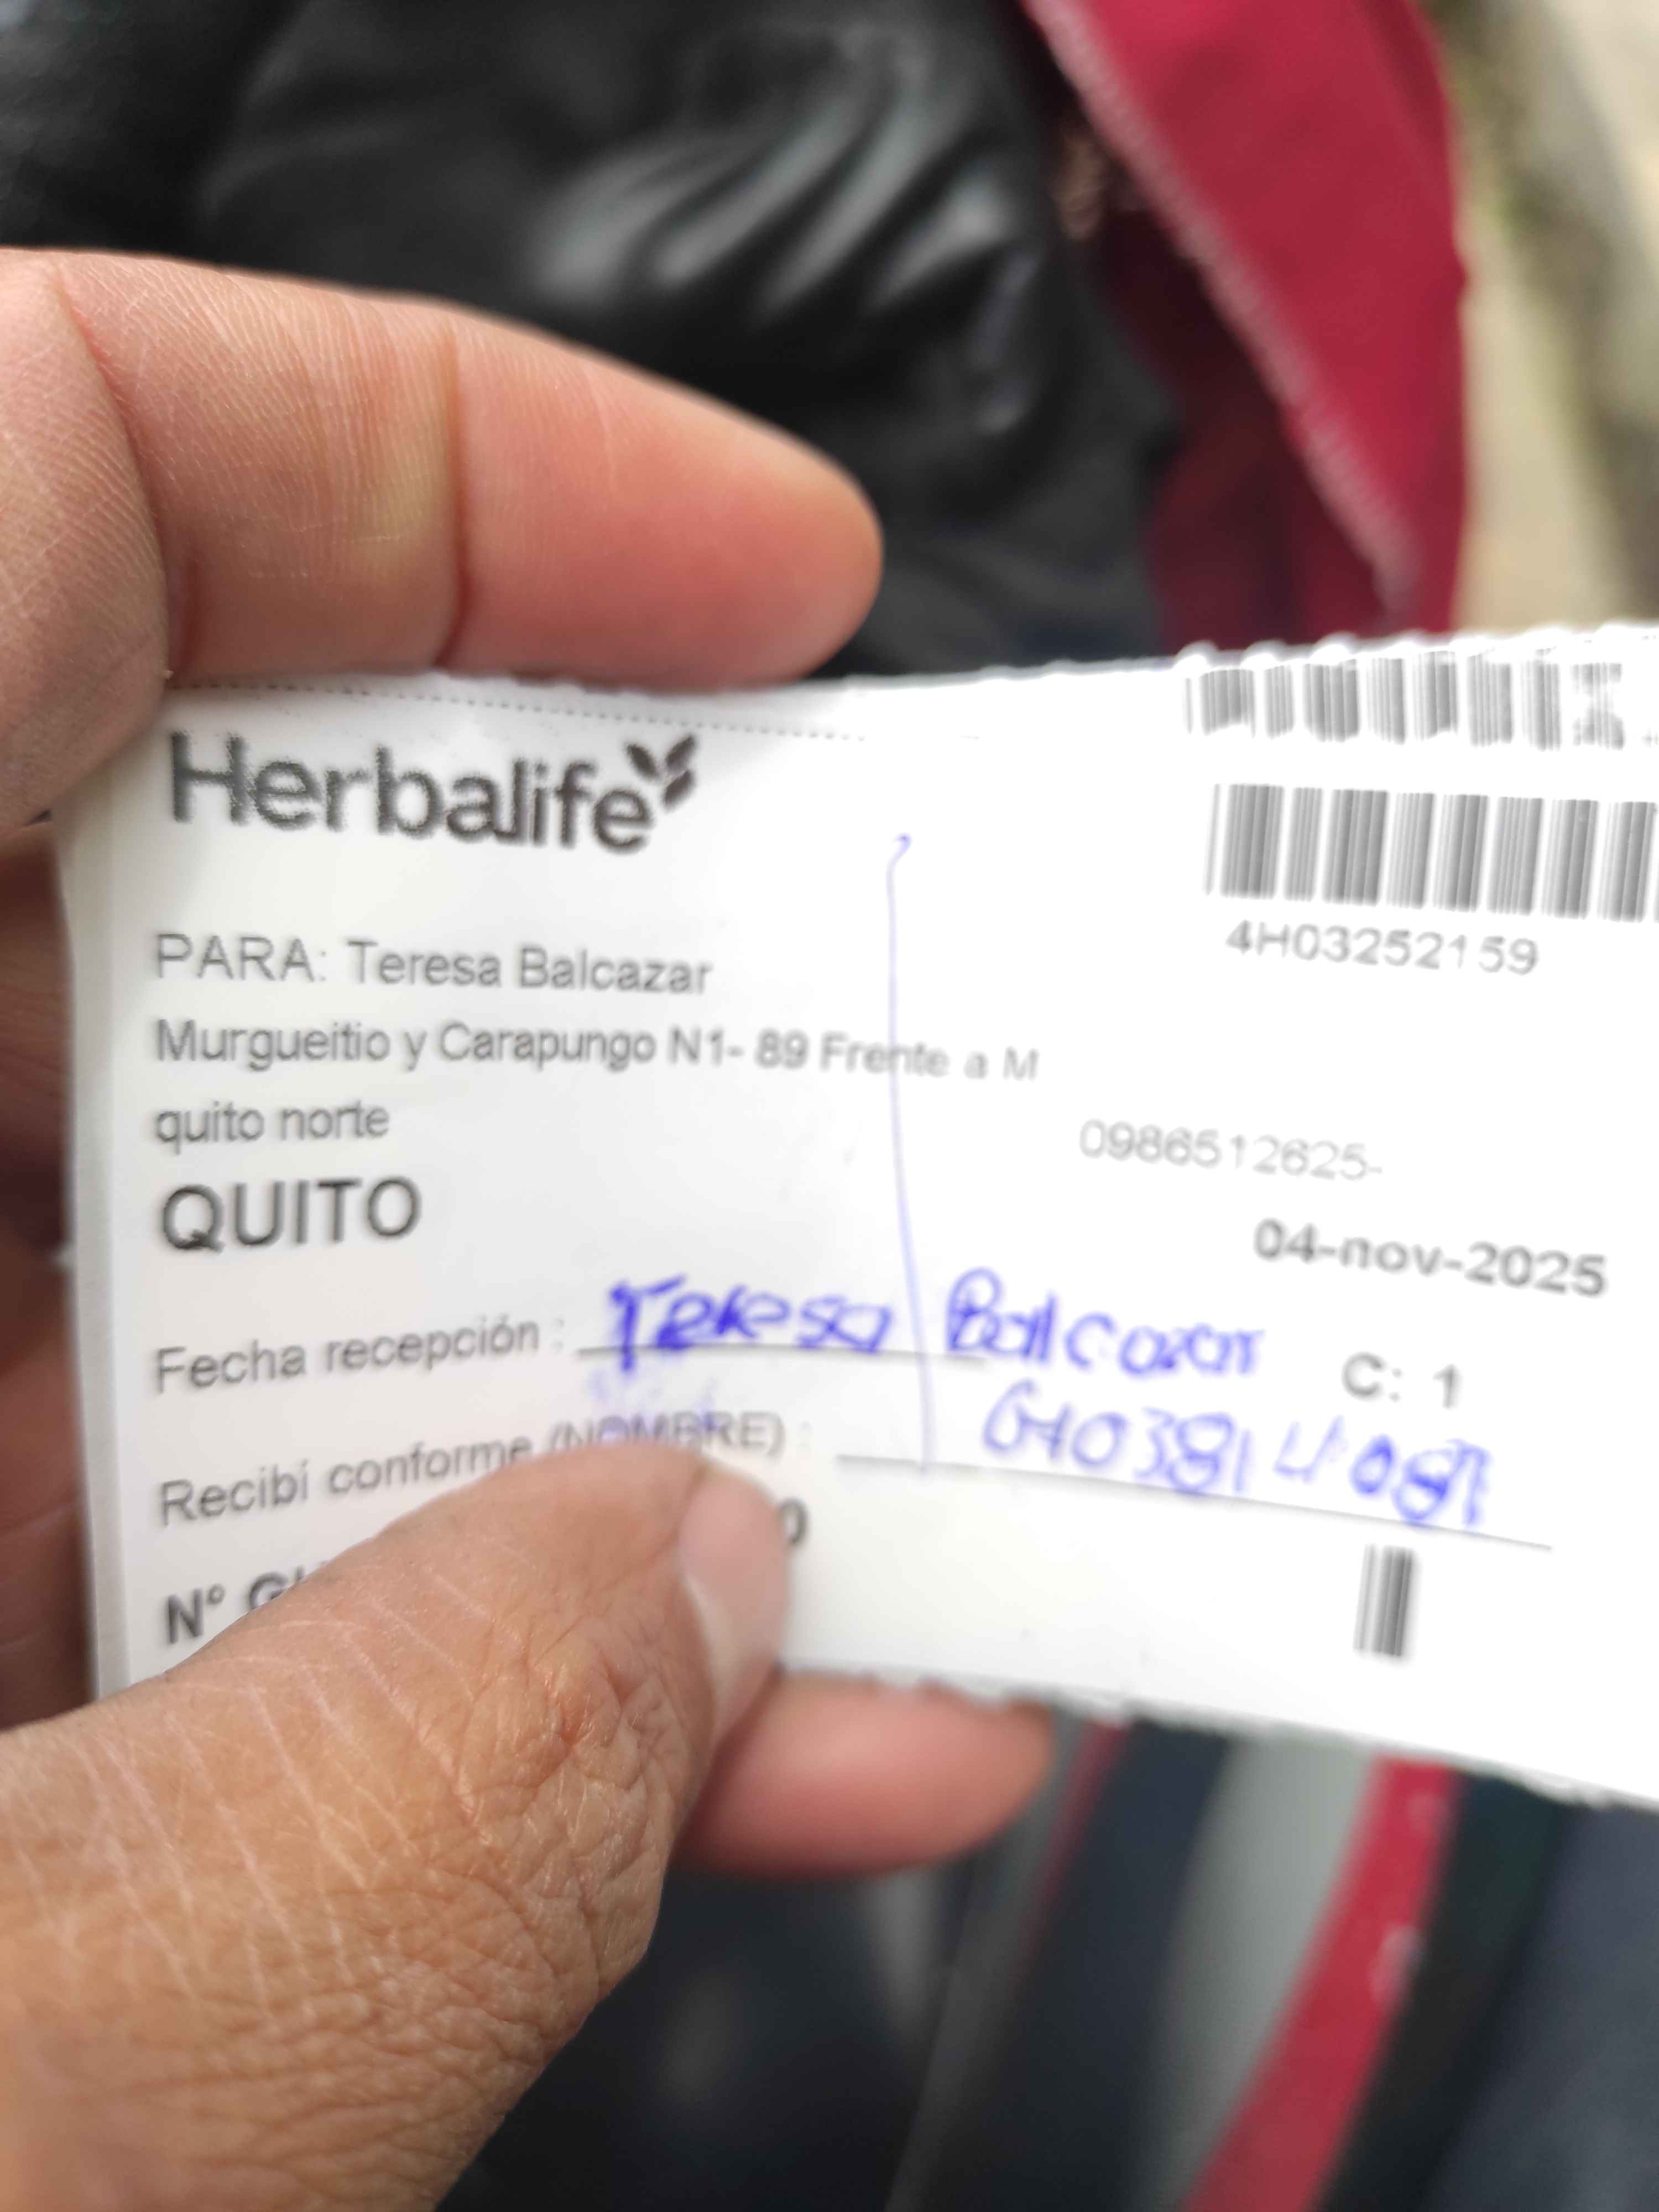 Herbalife
4H03252159
PARA: Teresa Balcazar
Murgueitio y Carapungo N1- 89 Frente a M
quito norte
0986512625-
QUITO
04-nov-2025
Fecha recepción : Teresa Balcazar C: 1
Recibí conforme (NOMBRE) :
N°